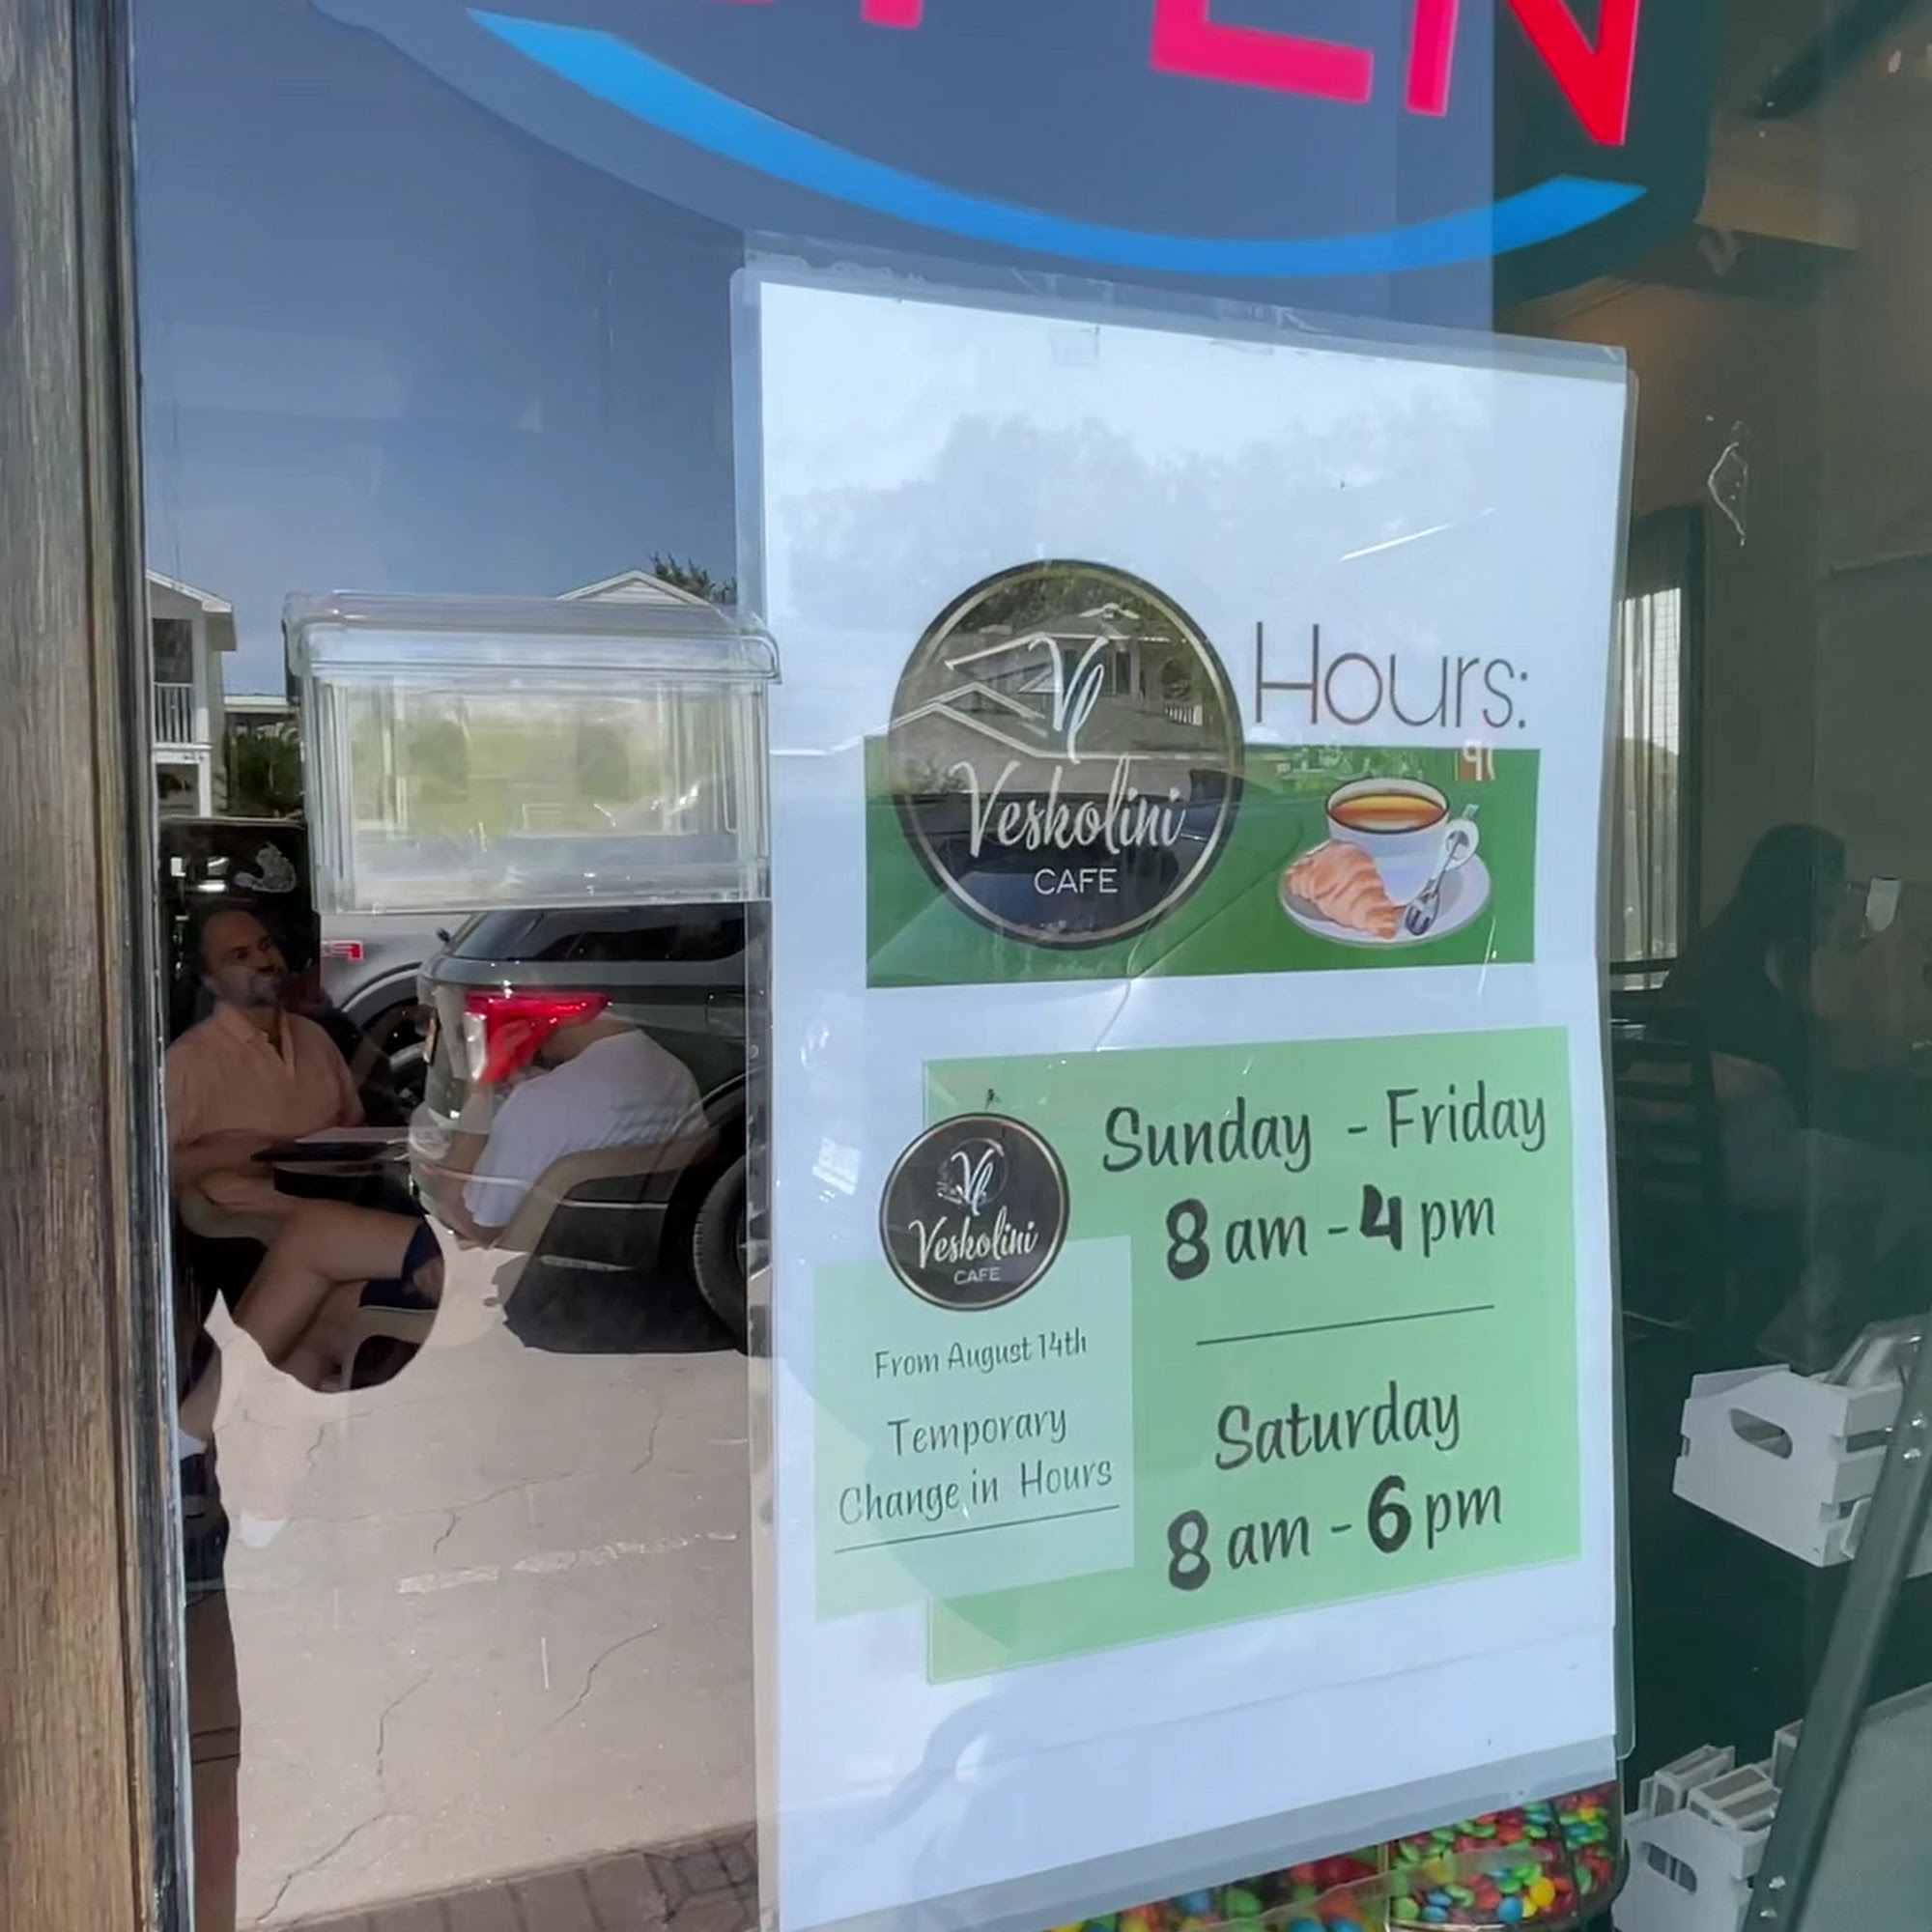 OPEN
Hours:
Veskolini
CAFE
Sunday - Friday
8 am - 4 pm
Saturday
8 am - 6 pm
Veskolini
CAFE
From August 14th
Temporary
Change in Hours